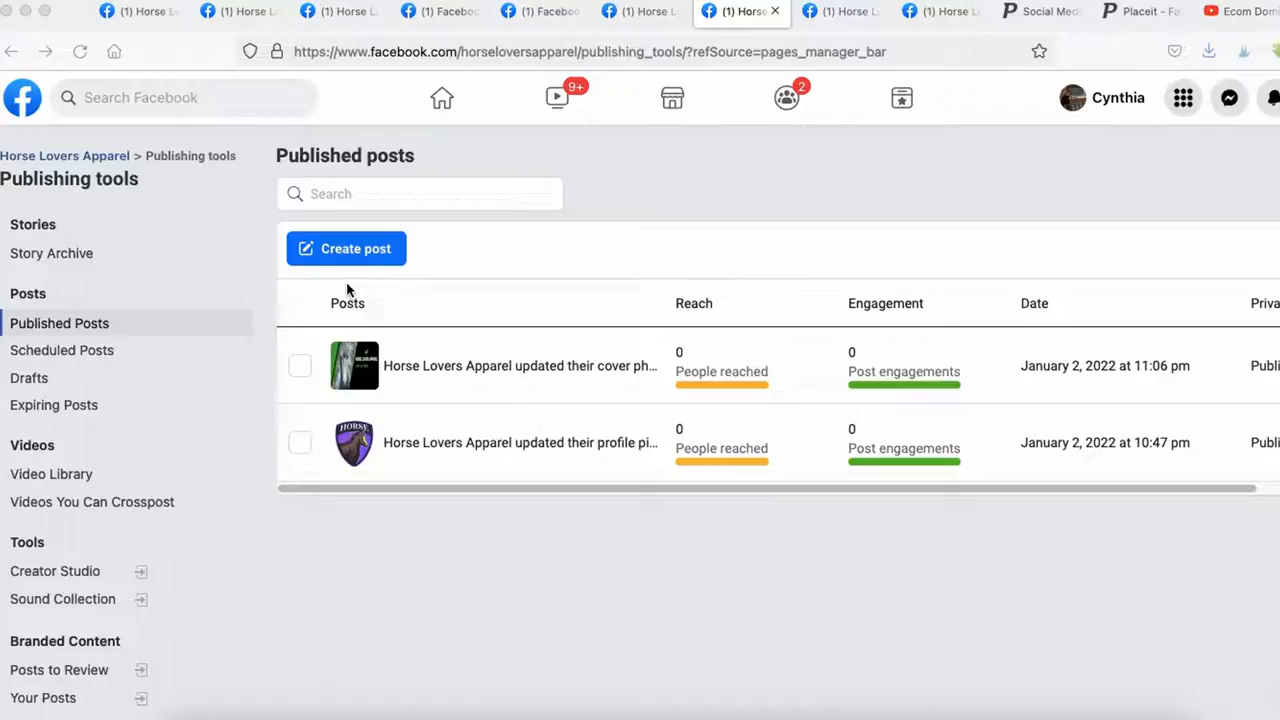 (1) Horse L
(1) Horse L
(1) Horse L
(1) Faceboo
(1) Faceboo
(1) Horse L
(1) Horse
(1) Horse L
(1) Horse L
Social Med
Placeit - Fa
Ecom Dom
https://www.facebook.com/horseloversapparel/publishing_tools/?refSource=pages_manager_bar
Search Facebook
9+
2
Cynthia
Horse Lovers Apparel > Publishing tools
Publishing tools
Stories
Story Archive
Posts
Published Posts
Scheduled Posts
Drafts
Expiring Posts
Videos
Video Library
Videos You Can Crosspost
Tools
Creator Studio
Sound Collection
Branded Content
Posts to Review
Your Posts
Published posts
Search
Create post
Posts Reach Engagement Date Priva
HORSE
Horse Lovers Apparel updated their cover ph...
0
People reached
0
Post engagements
January 2, 2022 at 11:06 pm
Publi
Horse Lovers Apparel updated their profile pi...
0
People reached
0
Post engagements
January 2, 2022 at 10:47 pm
Publi